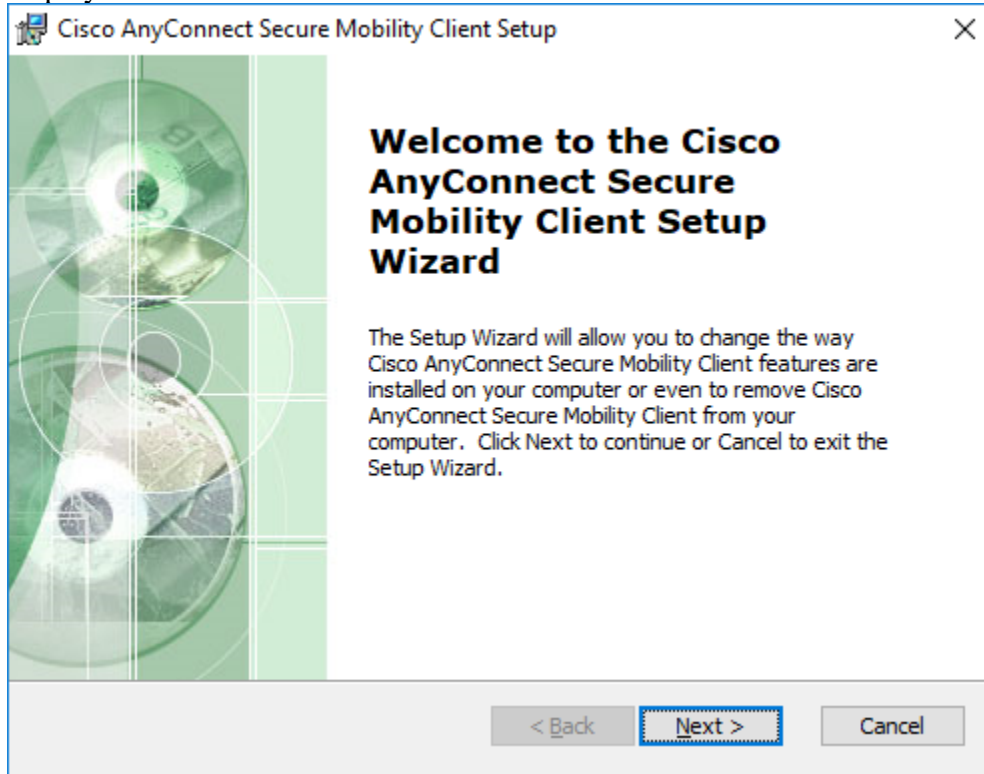 Cisco AnyConnect Secure Mobility Client Setup
Welcome to the Cisco
AnyConnect Secure
Mobility Client Setup
Wizard
The Setup Wizard will allow you to change the way
Cisco AnyConnect Secure Mobility Client features are
installed on your computer or even to remove Cisco
AnyConnect Secure Mobility Client from your
computer.  Click Next to continue or Cancel to exit the
Setup Wizard.
< Back
Next >
Cancel